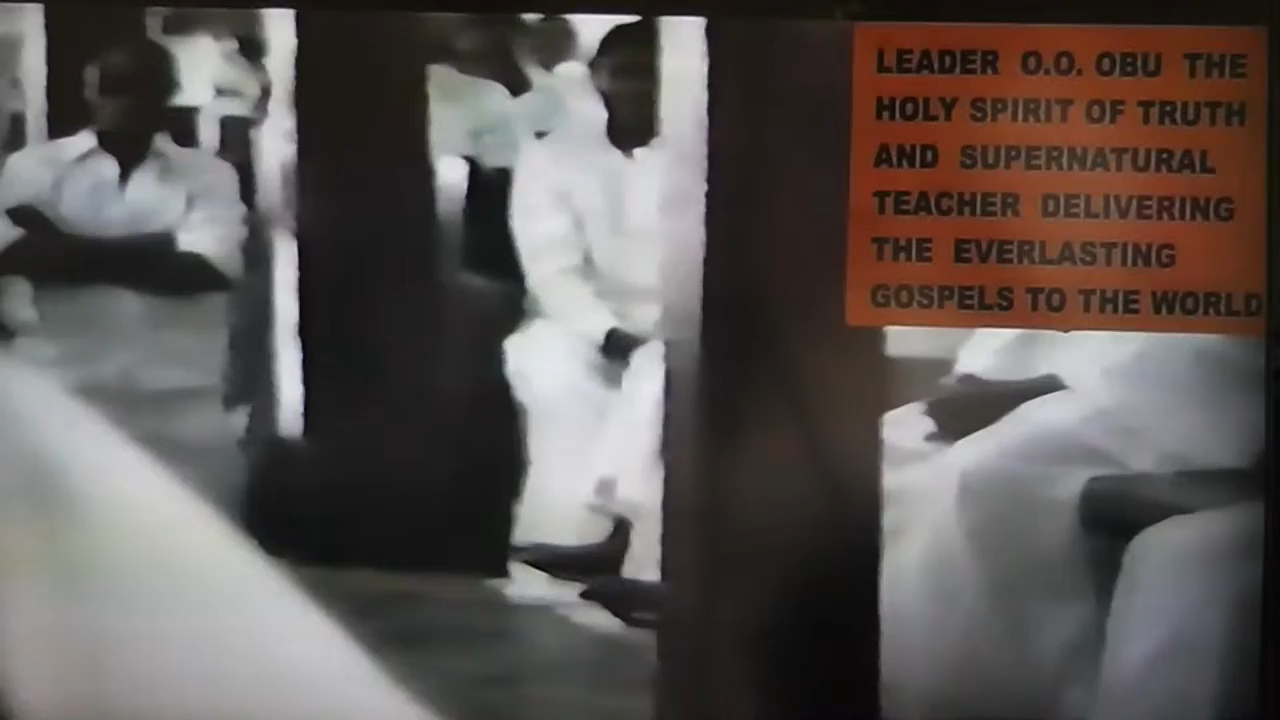 LEADER O.O. OBU THE
HOLY SPIRIT OF TRUTH
AND SUPERNATURAL
TEACHER DELIVERING
THE EVERLASTING
GOSPELS TO THE WORLD